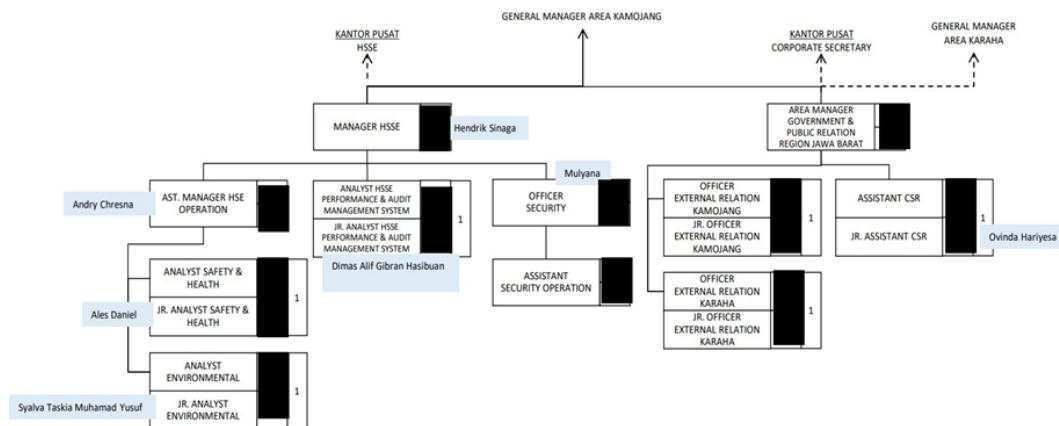 GENERAL MANAGER AREA KAMOJANG
KANTOR PUSAT
HSSE
KANTOR PUSAT
CORPORATE SECRETARY
GENERAL MANAGER
AREA KARAHA
MANAGER HSSE
Hendrik Sinaga
AREA MANAGER
GOVERNMENT &
PUBLIC RELATION
REGION JAWA BARAT
Andry Chresna
AST. MANAGER HSE
OPERATION
ANALYST HSSE
PERFORMANCE & AUDIT
MANAGEMENT SYSTEM
JR. ANALYST HSSE
PERFORMANCE & AUDIT
MANAGEMENT SYSTEM
1
Dimas Alif Gibran Hasibuan
Mulyana
OFFICER
SECURITY
ASSISTANT
SECURITY OPERATION
OFFICER
EXTERNAL RELATION
KAMOJANG
JR. OFFICER
EXTERNAL RELATION
KAMOJANG
1
ASSISTANT CSR
JR. ASSISTANT CSR
1
Ovinda Hariyesa
OFFICER
EXTERNAL RELATION
KARAHA
JR. OFFICER
EXTERNAL RELATION
KARAHA
1
Ales Daniel
ANALYST SAFETY &
HEALTH
JR. ANALYST SAFETY &
HEALTH
1
Syalva Taskia Muhamad Yusuf
ANALYST
ENVIRONMENTAL
JR. ANALYST
ENVIRONMENTAL
1